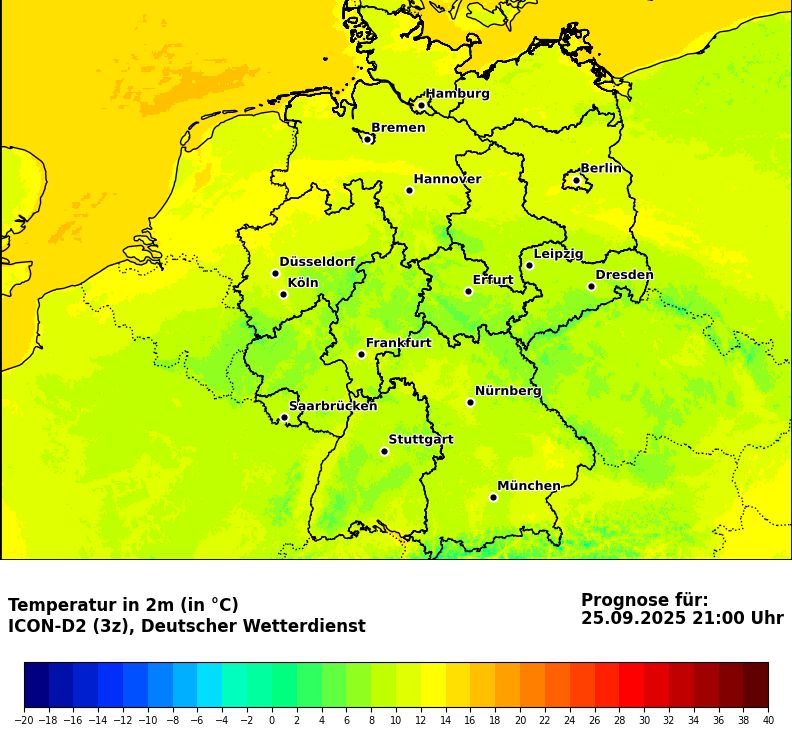 Hamburg
Bremen
Berlin
Hannover
Leipzig
Düsseldorf
Dresden
Köln
Erfurt
Frankfurt
Nürnberg
Saarbrücken
Stuttgart
München
Temperatur in 2m (in °C)
ICON-D2 (3z), Deutscher Wetterdienst
Prognose für:
25.09.2025 21:00 Uhr
−20 −18 −16 −14 −12 −10 −8 −6 −4 −2 0 2 4 6 8 10 12 14 16 18 20 22 24 26 28 30 32 34 36 38 40